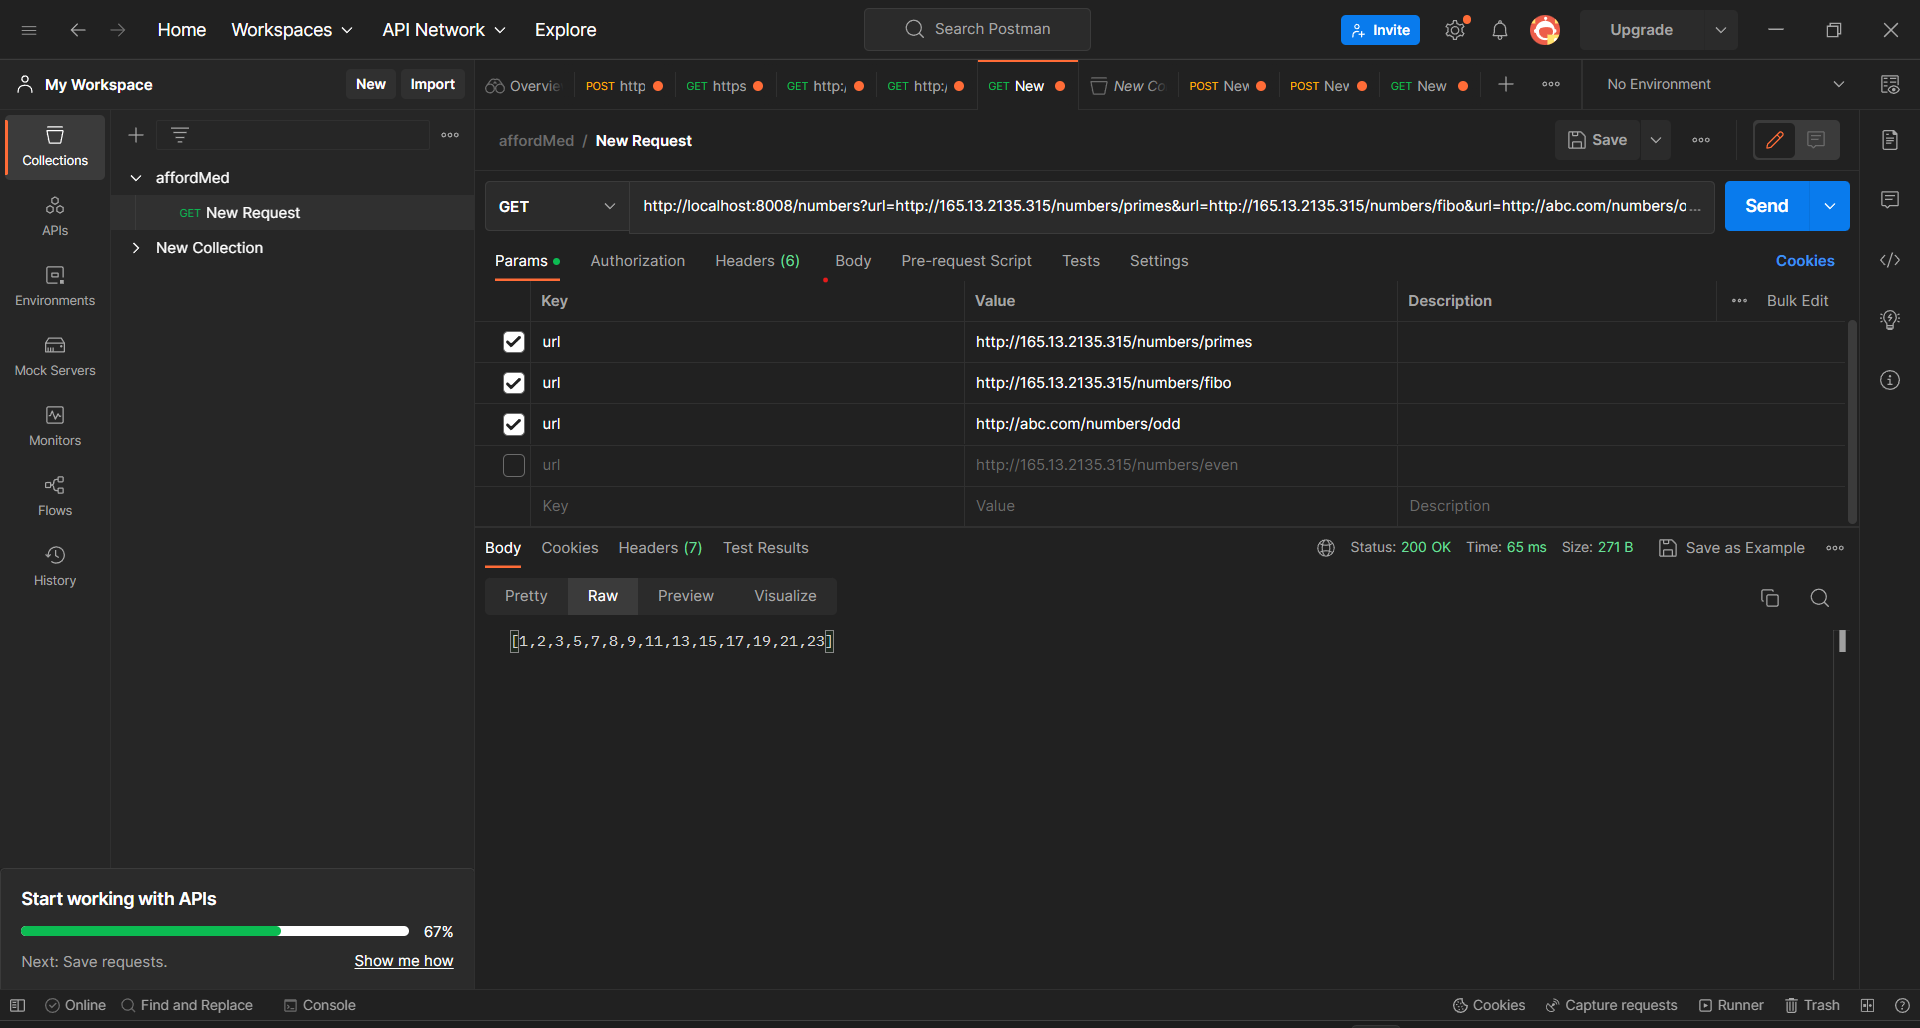 Home Workspaces API Network Explore Search Postman Invite Upgrade
My Workspace New Import
Overvie POST http GET https GET http:/ GET http:/ GET New New Co POST New POST New GET New No Environment
Collections
APIs
Environments
Mock Servers
Monitors
Flows
History
affordMed
GET New Request
New Collection
affordMed / New Request Save
GET http://localhost:8008/numbers?url=http://165.13.2135.315/numbers/primes&url=http://165.13.2135.315/numbers/fibo&url=http://abc.com/numbers/o... Send
Params Authorization Headers (6) Body Pre-request Script Tests Settings Cookies
Key Value Description Bulk Edit
url http://165.13.2135.315/numbers/primes
url http://165.13.2135.315/numbers/fibo
url http://abc.com/numbers/odd
url http://165.13.2135.315/numbers/even
Key Value Description
Body Cookies Headers (7) Test Results Status: 200 OK Time: 65 ms Size: 271 B Save as Example
Pretty Raw Preview Visualize
[1,2,3,5,7,8,9,11,13,15,17,19,21,23]
Start working with APIs
67%
Next: Save requests. Show me how
Online Find and Replace Console Cookies Capture requests Runner Trash